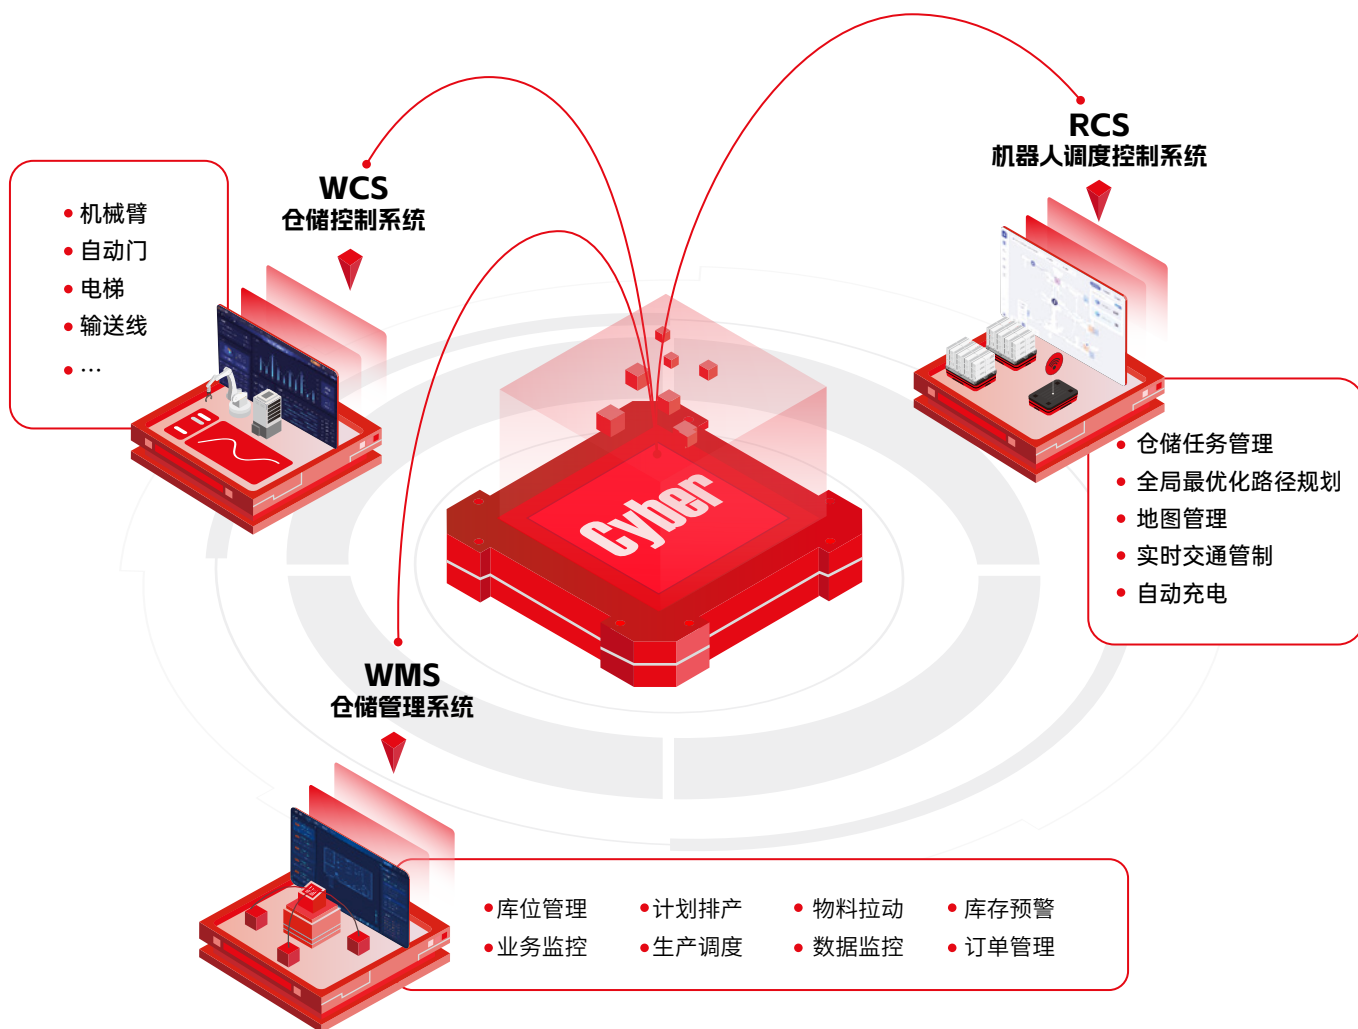 RCS
机器人调度控制系统
WCS
仓储控制系统
机械臂
自动门
电梯
输送线
…
Cyber
仓储任务管理
全局最优化路径规划
地图管理
实时交通管制
自动充电
WMS
仓储管理系统
库位管理 计划排产 物料拉动 库存预警
业务监控 生产调度 数据监控 订单管理